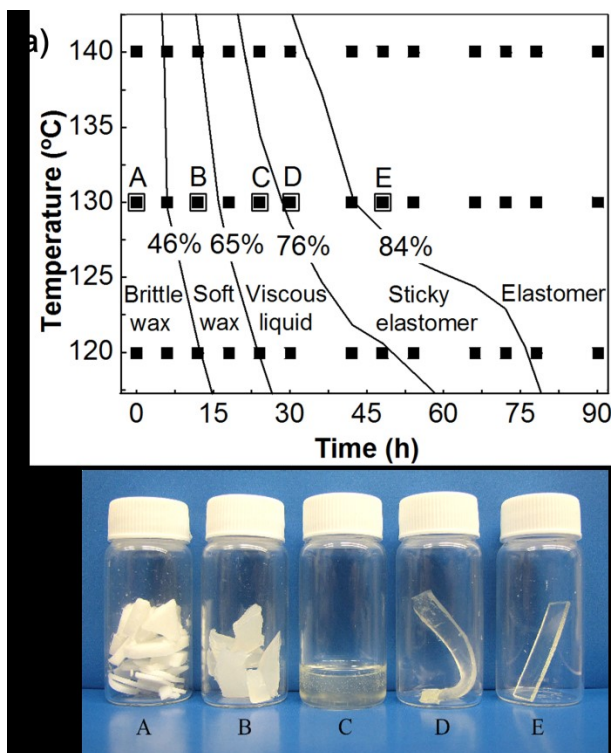 a)
140
135
130
125
120
Temperature (ºC)
A B C D E
46% 65% 76% 84%
Brittle wax
Soft wax
Viscous liquid
Sticky elastomer
Elastomer
0 15 30 45 60 75 90
Time (h)
A B C D E